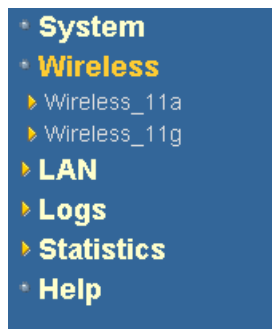 System
Wireless
Wireless_11a
Wireless_11g
LAN
Logs
Statistics
Help